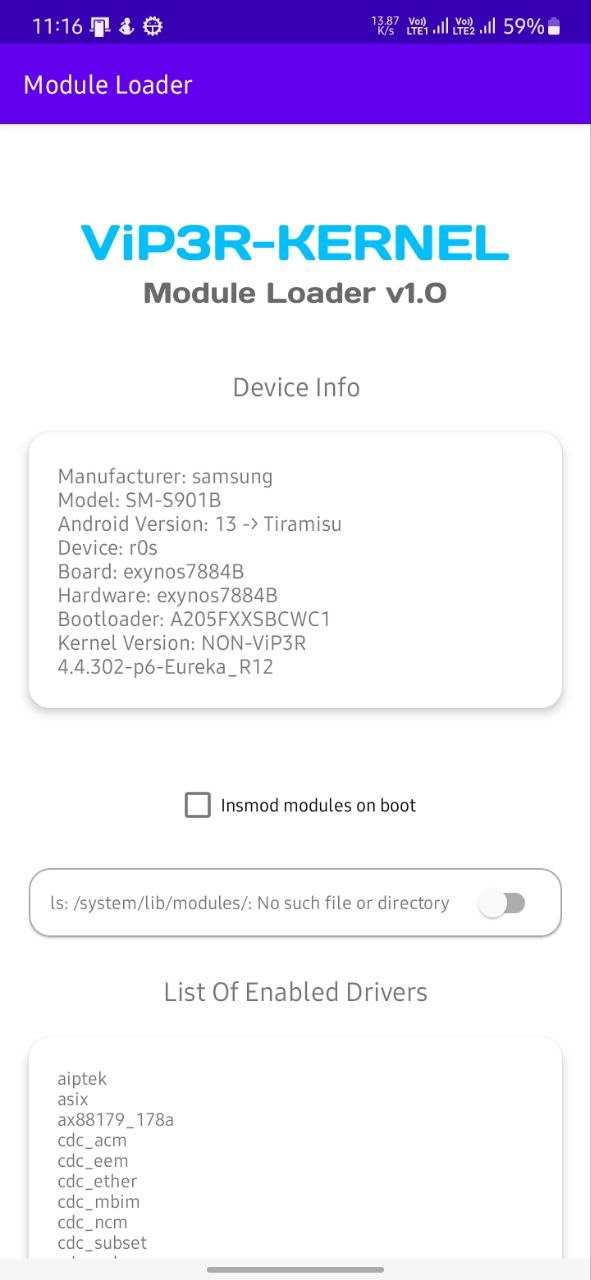 11:16
13.87
K/s
Vo)) LTE1
Vo)) LTE2
59%
Module Loader
ViP3R-KERNEL
Module Loader v1.0
Device Info
Manufacturer: samsung
Model: SM-S901B
Android Version: 13 -> Tiramisu
Device: r0s
Board: exynos7884B
Hardware: exynos7884B
Bootloader: A205FXXSBCWC1
Kernel Version: NON-ViP3R
4.4.302-p6-Eureka_R12
Insmod modules on boot
ls: /system/lib/modules/: No such file or directory
List Of Enabled Drivers
aiptek
asix
ax88179_178a
cdc_acm
cdc_eem
cdc_ether
cdc_mbim
cdc_ncm
cdc_subset